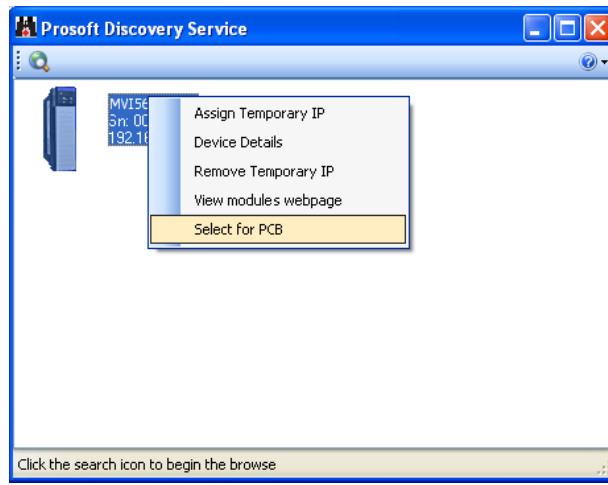 Prosoft Discovery Service
MVI56
Sn: 00
192.16
Assign Temporary IP
Device Details
Remove Temporary IP
View modules webpage
Select for PCB
Click the search icon to begin the browse